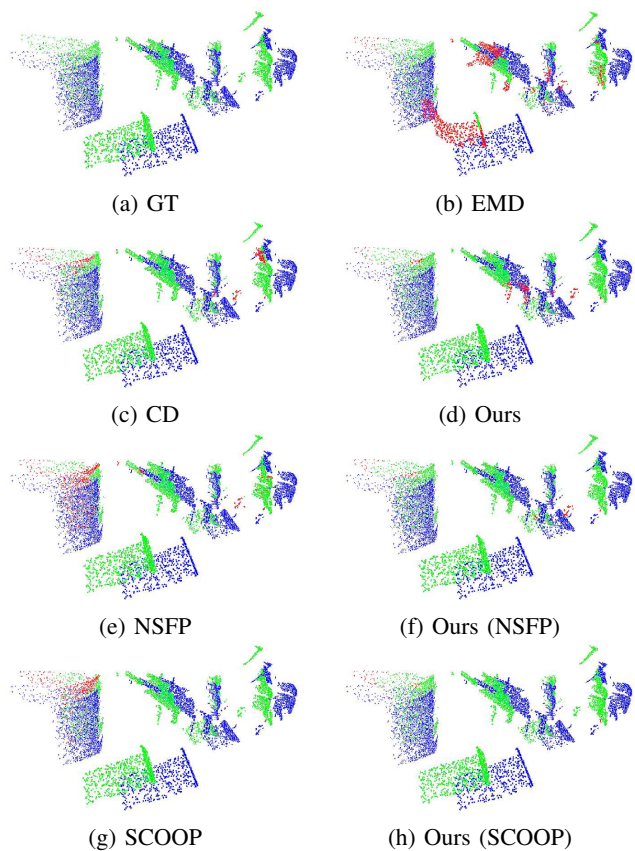 (a) GT
(b) EMD
(c) CD
(d) Ours
(e) NSFP
(f) Ours (NSFP)
(g) SCOOP
(h) Ours (SCOOP)